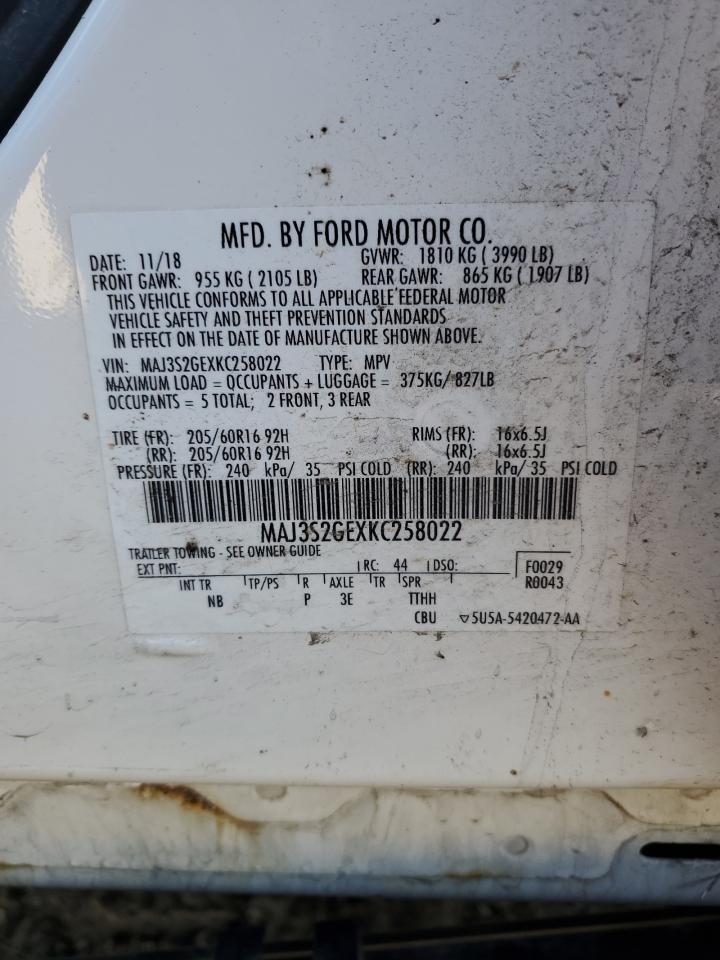 MFD. BY FORD MOTOR CO.
DATE: 11/18 GVWR: 1810 KG ( 3990 LB)
FRONT GAWR: 955 KG ( 2105 LB) REAR GAWR: 865 KG ( 1907 LB)
THIS VEHICLE CONFORMS TO ALL APPLICABLE FEDERAL MOTOR
VEHICLE SAFETY AND THEFT PREVENTION STANDARDS
IN EFFECT ON THE DATE OF MANUFACTURE SHOWN ABOVE.
VIN: MAJ3S2GEXKC258022 TYPE: MPV
MAXIMUM LOAD = OCCUPANTS + LUGGAGE = 375KG/ 827LB
OCCUPANTS = 5 TOTAL; 2 FRONT, 3 REAR
TIRE (FR): 205/60R16 92H RIMS (FR): 16x6.5J
(RR): 205/60R16 92H (RR): 16x6.5J
PRESSURE (FR): 240 kPa/ 35 PSI COLD (RR): 240 kPa/ 35 PSI COLD
MAJ3S2GEXKC258022
TRAILER TOWING - SEE OWNER GUIDE
EXT PNT: RC: 44 DSO: F0029
INT TR TP/PS R AXLE TR SPR R0043
NB P 3E TTHH
CBU ▽5U5A-5420472-AA